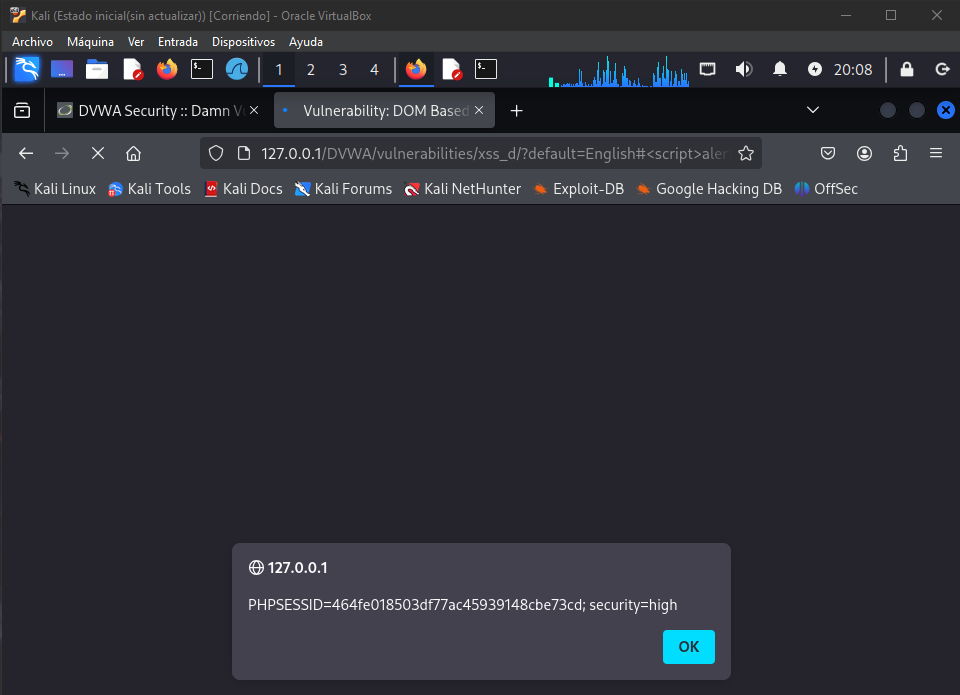 Kali (Estado inicial(sin actualizar)) [Corriendo] - Oracle VirtualBox
Archivo Máquina Ver Entrada Dispositivos Ayuda
1 2 3 4 20:08
DVWA Security :: Damn V Vulnerability: DOM Based
127.0.0.1/DVWA/vulnerabilities/xss_d/?default=English#<script>aler
Kali Linux Kali Tools Kali Docs Kali Forums Kali NetHunter Exploit-DB Google Hacking DB OffSec
127.0.0.1
PHPSESSID=464fe018503df77ac45939148cbe73cd; security=high
OK